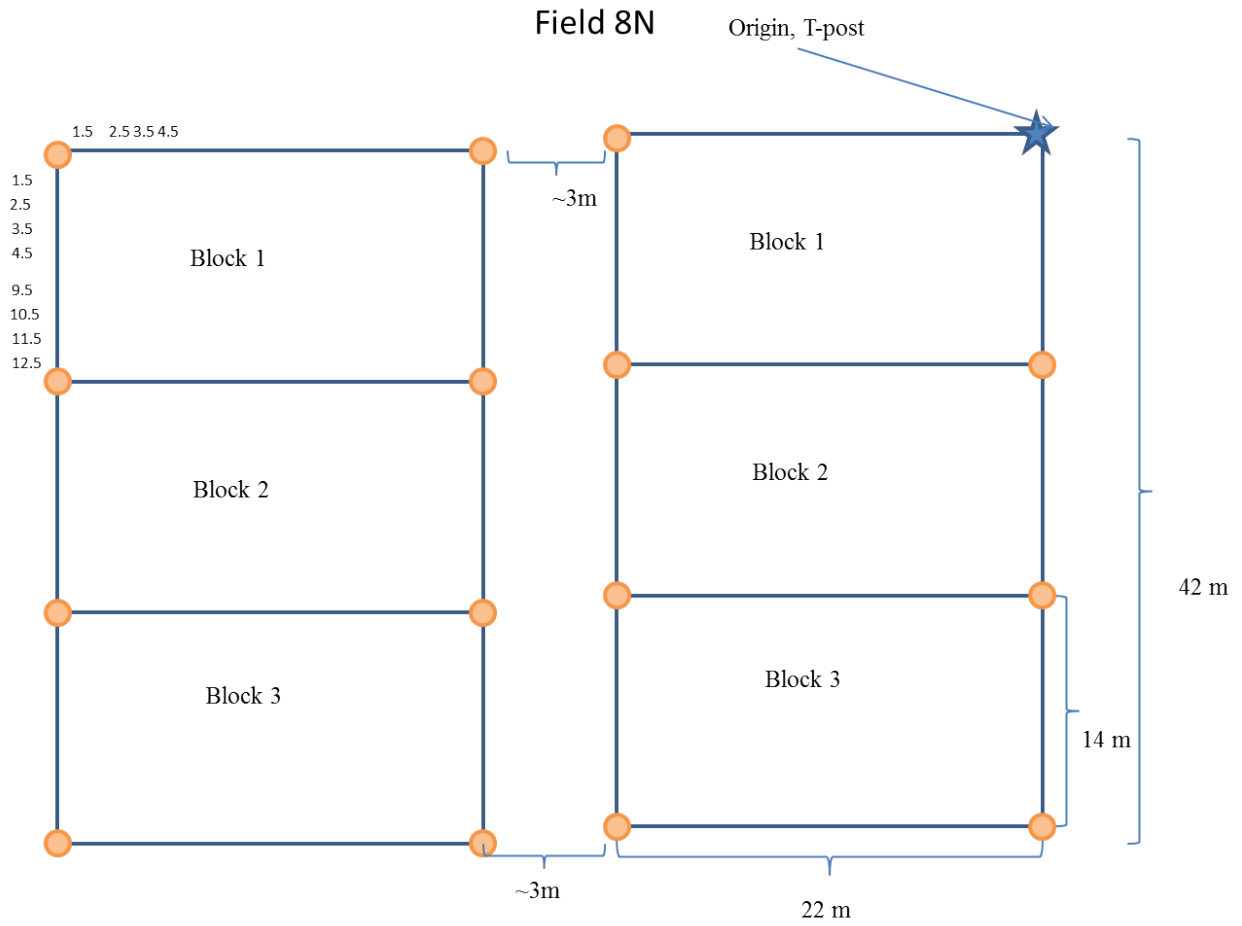 Field 8N
Origin, T-post
1.5 2.5 3.5 4.5
~3m
1.5
2.5
3.5
4.5
9.5
10.5
11.5
12.5
Block 1
Block 1
Block 2
Block 2
42 m
Block 3
Block 3
14 m
~3m
22 m